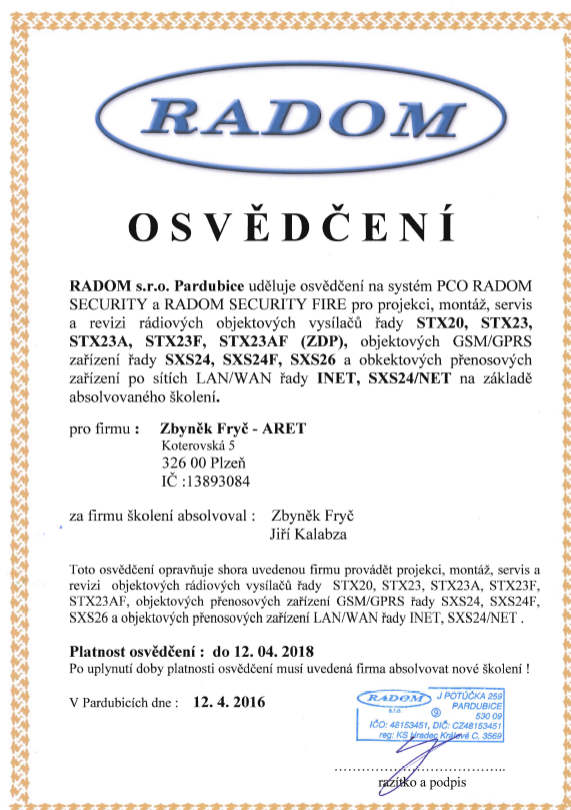 RADOM
OSVĚDČENÍ
RADOM s.r.o. Pardubice uděluje osvědčení na systém PCO RADOM
SECURITY a RADOM SECURITY FIRE pro projekci, montáž, servis
a revizi rádiových objektových vysílačů řady STX20, STX23,
STX23A, STX23F, STX23AF (ZDP), objektových GSM/GPRS
zařízení řady SXS24, SXS24F, SXS26 a obkektových přenosových
zařízení po sítích LAN/WAN řady INET, SXS24/NET na základě
absolvovaného školení.
pro firmu : Zbyněk Fryč - ARET
Koterovská 5
326 00 Plzeň
IČ :13893084
za firmu školení absolvoval : Zbyněk Fryč
Jiří Kalabza
Toto osvědčení opravňuje shora uvedenou firmu provádět projekci, montáž, servis a
revizi objektových rádiových vysílačů řady STX20, STX23, STX23A, STX23F,
STX23AF, objektových přenosových zařízení GSM/GPRS řady SXS24, SXS24F,
SXS26 a objektových přenosových zařízení LAN/WAN řady INET, SXS24/NET .
Platnost osvědčení : do 12. 04. 2018
Po uplynutí doby platnosti osvědčení musí uvedená firma absolvovat nové školení !
V Pardubicích dne : 12. 4. 2016
RADOM J POTŮČKA 259
s.r.o. PARDUBICE
9 530 09
IČO: 48153451, DIČ: CZ48153451
reg: KS Hradec Králové C, 3569
razítko a podpis